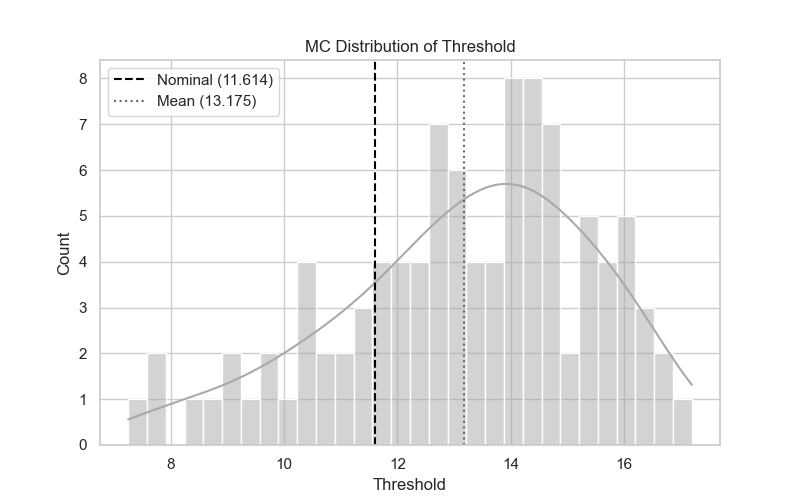 MC Distribution of Threshold
Nominal (11.614)
Mean (13.175)
8
7
6
5
4
3
2
1
0
Count
8 10 12 14 16
Threshold